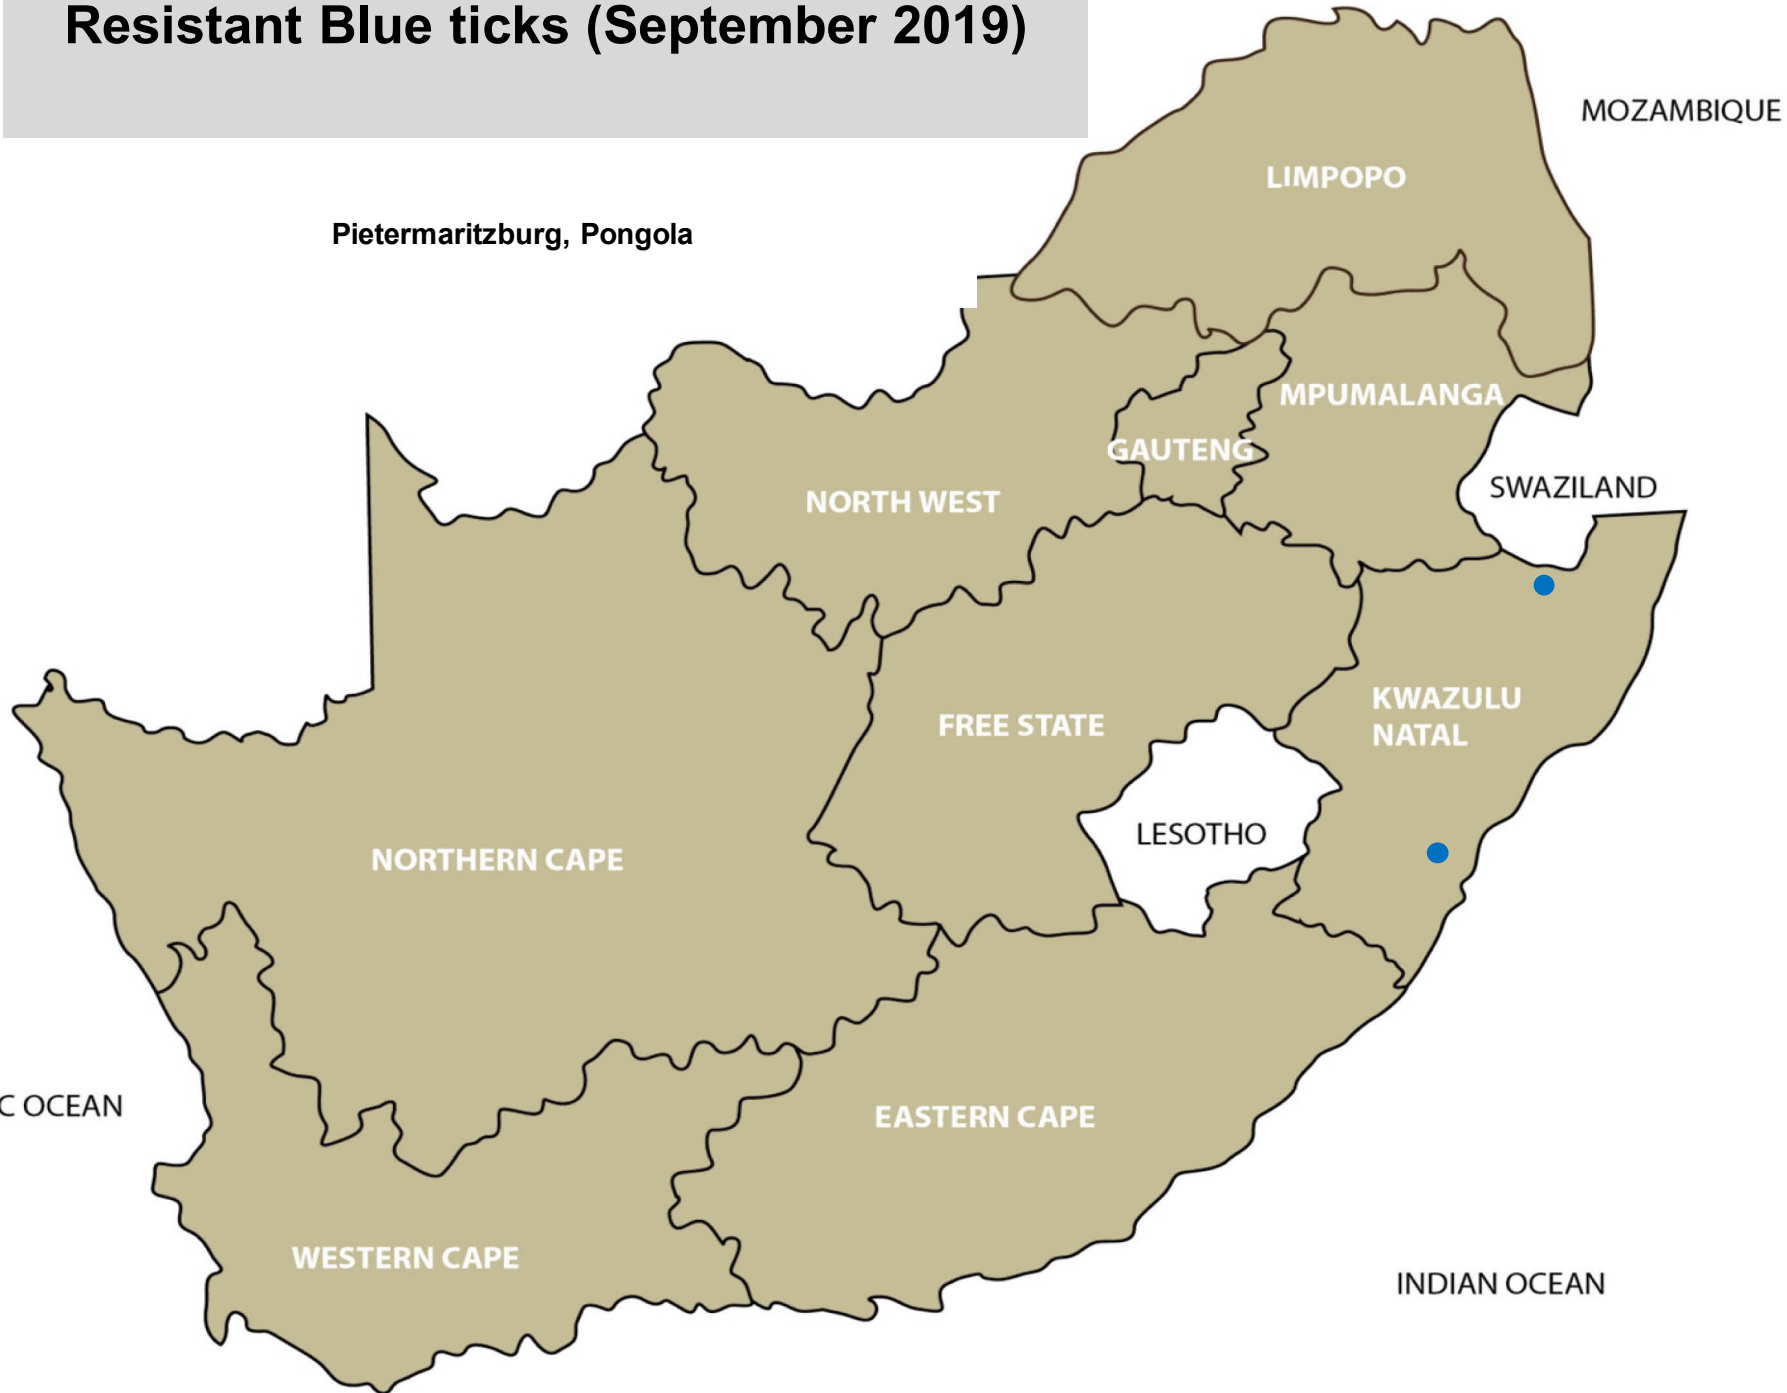 Resistant Blue ticks (September 2019)
MOZAMBIQUE
LIMPOPO
Pietermaritzburg, Pongola
MPUMALANGA
GAUTENG
SWAZILAND
NORTH WEST
KWAZULU
NATAL
FREE STATE
LESOTHO
NORTHERN CAPE
C OCEAN
EASTERN CAPE
WESTERN CAPE
INDIAN OCEAN